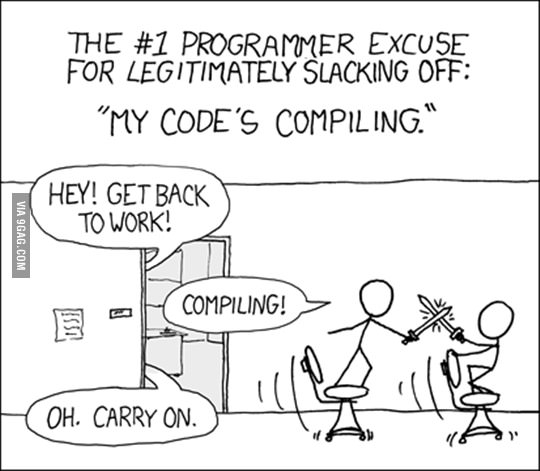 THE #1 PROGRAMMER EXCUSE
FOR LEGITIMATELY SLACKING OFF:
"MY CODE'S COMPILING."
HEY! GET BACK
TO WORK!
COMPILING!
OH. CARRY ON.
VIA 9GAG.COM